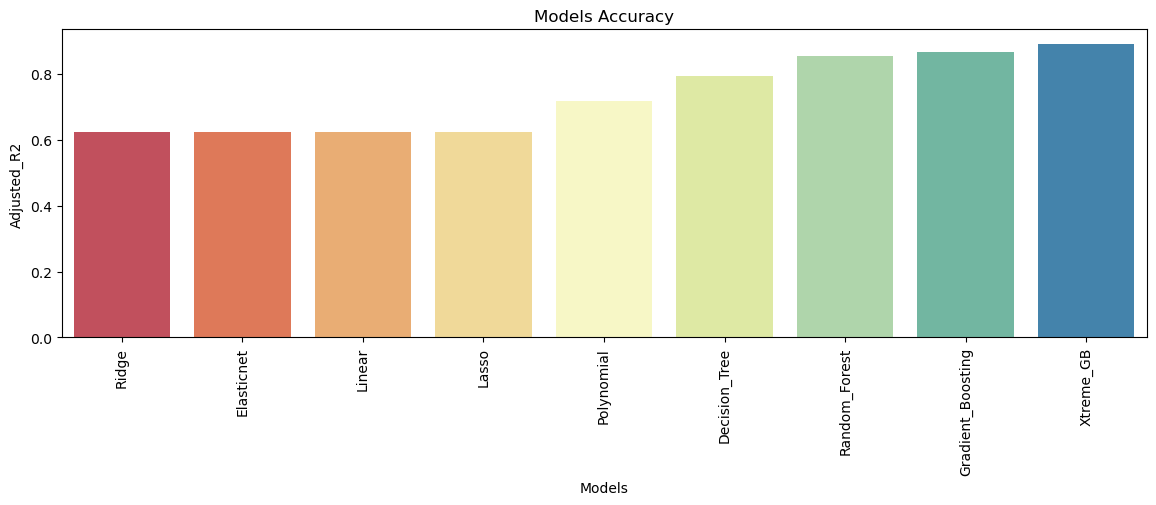 Models Accuracy
Adjusted_R2
0.8
0.6
0.4
0.2
0.0
Ridge
Elasticnet
Linear
Lasso
Polynomial
Decision_Tree
Random_Forest
Gradient_Boosting
Xtreme_GB
Models